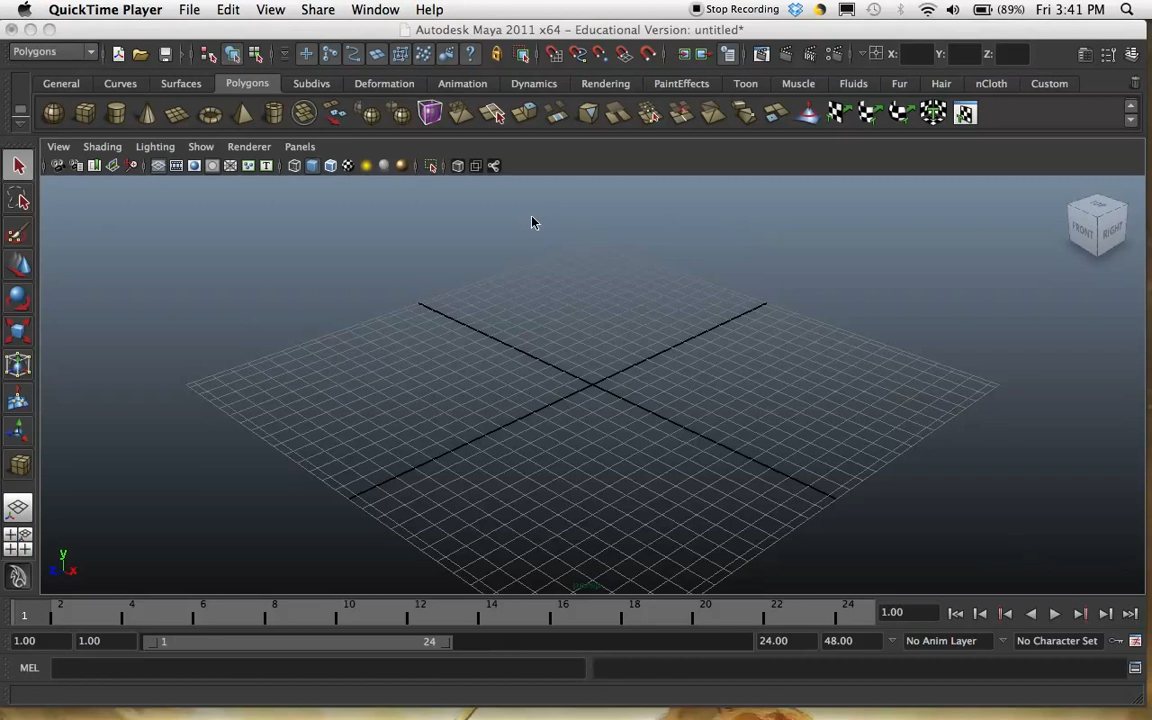 QuickTime Player File Edit View Share Window Help Stop Recording (89%) Fri 3:41 PM
Autodesk Maya 2011 x64 – Educational Version: untitled*
Polygons X: Y: Z:
General Curves Surfaces Polygons Subdivs Deformation Animation Dynamics Rendering PaintEffects Toon Muscle Fluids Fur Hair nCloth Custom
View Shading Lighting Show Renderer Panels
TOP
FRONT RIGHT
y
z x
persp
1 2 4 6 8 10 12 14 16 18 20 22 24 1.00
1.00 1.00 1 24 24.00 48.00 No Anim Layer No Character Set
MEL